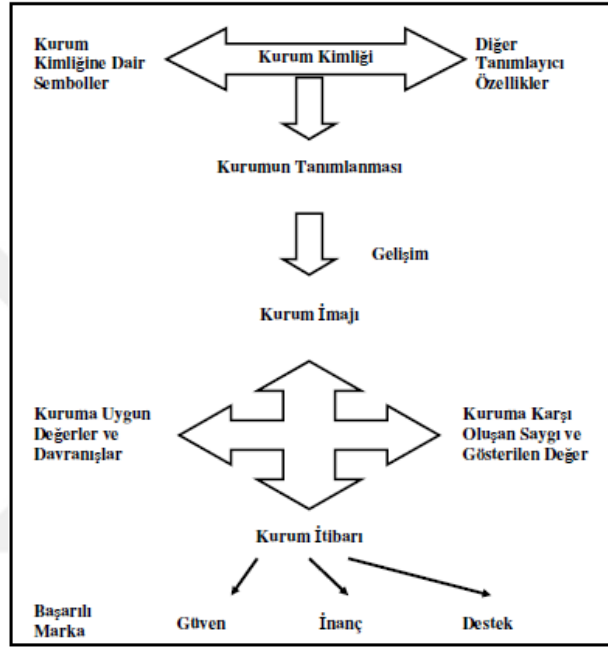 Kurum
Kimliğine Dair
Semboller
Kurum Kimliği
Diğer
Tanımlayıcı
Özellikler
Kurumun Tanımlanması
Gelişim
Kurum İmajı
Kuruma Uygun
Değerler ve
Davranışlar
Kuruma Karşı
Oluşan Saygı ve
Gösterilen Değer
Kurum İtibarı
Başarılı
Marka
Güven
İnanç
Destek